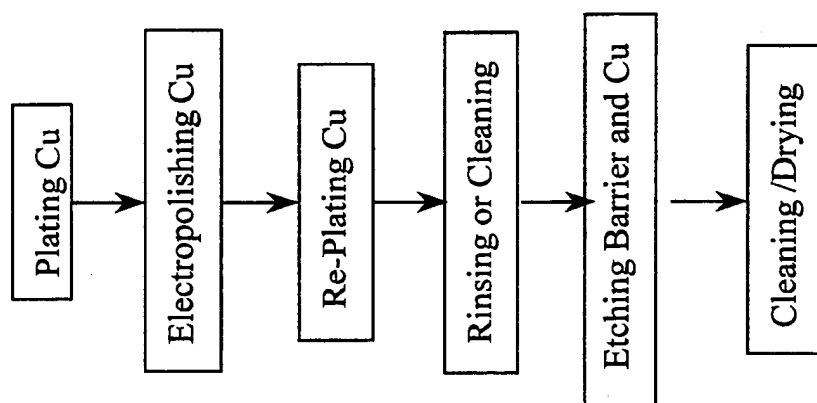 Plating Cu
Electropolishing Cu
Re-Plating Cu
Rinsing or Cleaning
Etching Barrier and Cu
Cleaning /Drying